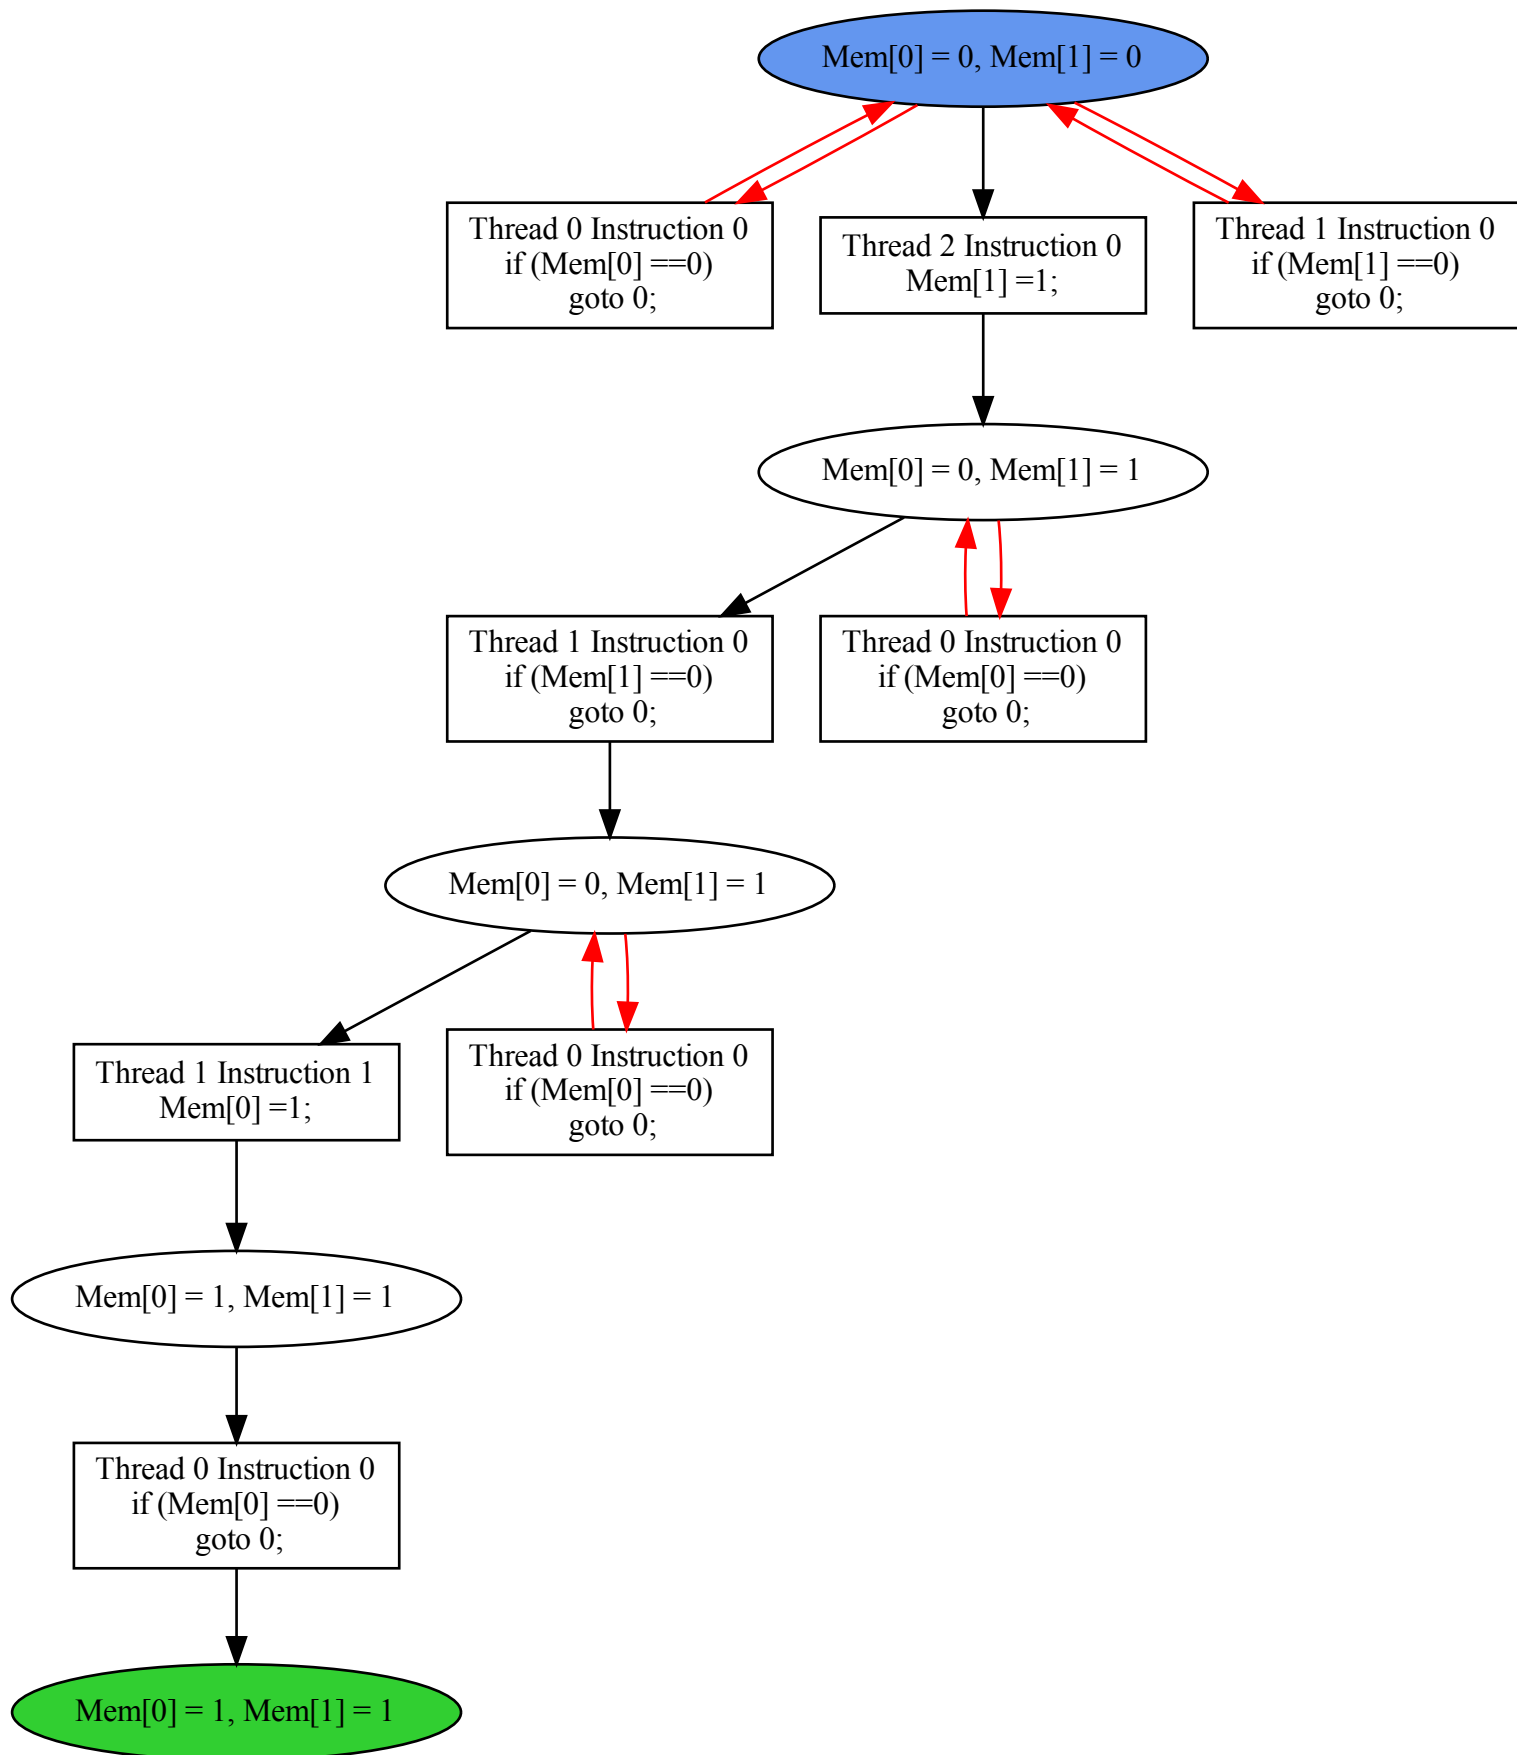 Mem[0] = 0, Mem[1] = 0
Thread 0 Instruction 0
if (Mem[0] ==0)
goto 0;
Thread 2 Instruction 0
Mem[1] =1;
Thread 1 Instruction 0
if (Mem[1] ==0)
goto 0;
Mem[0] = 0, Mem[1] = 1
Thread 1 Instruction 0
if (Mem[1] ==0)
goto 0;
Thread 0 Instruction 0
if (Mem[0] ==0)
goto 0;
Mem[0] = 0, Mem[1] = 1
Thread 1 Instruction 1
Mem[0] =1;
Thread 0 Instruction 0
if (Mem[0] ==0)
goto 0;
Mem[0] = 1, Mem[1] = 1
Thread 0 Instruction 0
if (Mem[0] ==0)
goto 0;
Mem[0] = 1, Mem[1] = 1